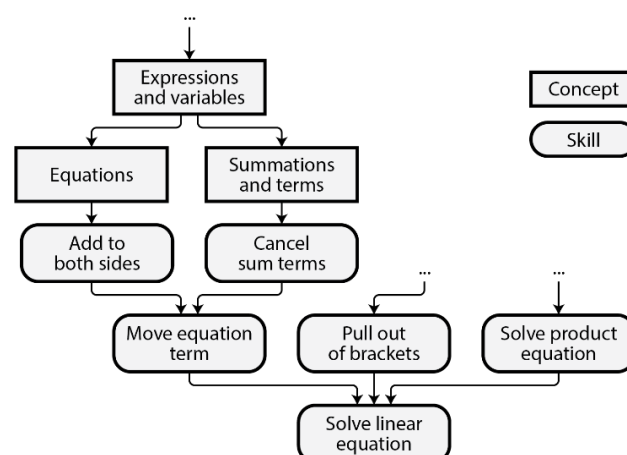 ...
Expressions
and variables
Concept
Skill
Equations
Summations
and terms
Add to
both sides
Cancel
sum terms
...
...
Move equation
term
Pull out
of brackets
Solve product
equation
Solve linear
equation